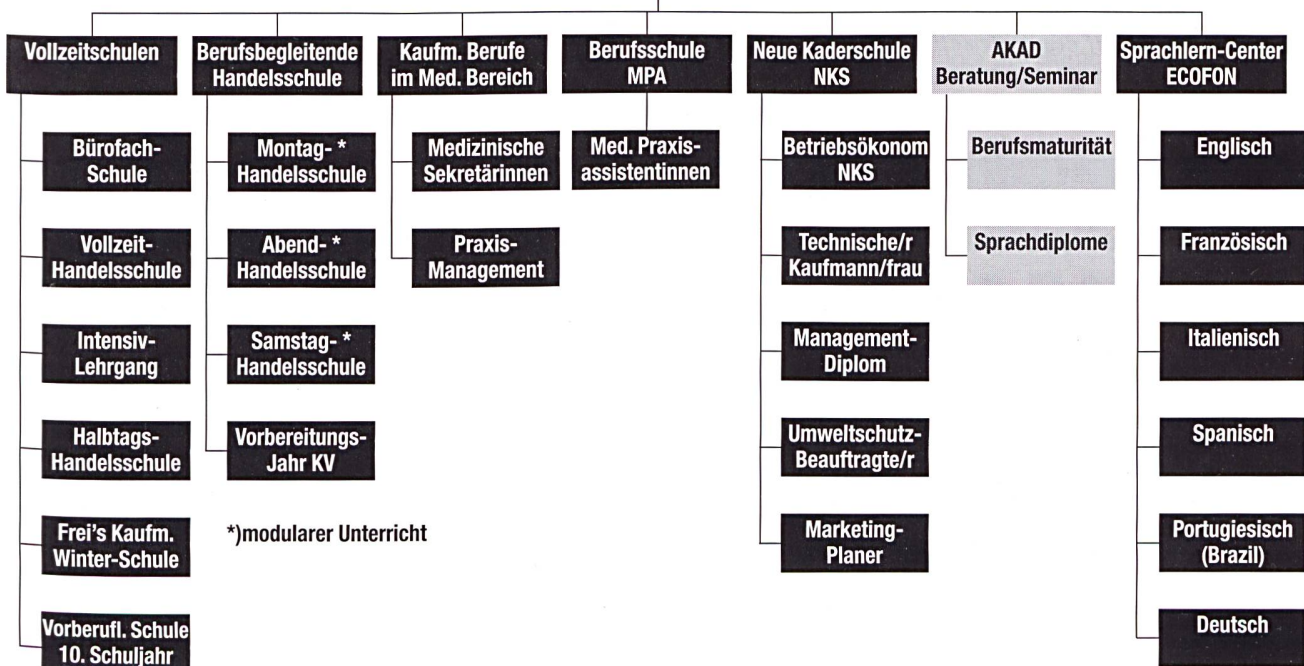 Vollzeitschulen
Bürofach-
Schule
Vollzeit-
Handelsschule
Intensiv-
Lehrgang
Halbtags-
Handelsschule
Frei's Kaufm.
Winter-Schule
Vorberufl. Schule
10. Schuljahr
Berufsbegleitende
Handelsschule
Montag- *
Handelsschule
Abend- *
Handelsschule
Samstag- *
Handelsschule
Vorbereitungs-
Jahr KV
*)modularer Unterricht
Kaufm. Berufe
im Med. Bereich
Medizinische
Sekretärinnen
Praxis-
Management
Berufsschule
MPA
Med. Praxis-
assistentinnen
Neue Kaderschule
NKS
Betriebsökonom
NKS
Technische/r
Kaufmann/frau
Management-
Diplom
Umweltschutz-
Beauftragte/r
Marketing-
Planer
AKAD
Beratung/Seminar
Berufsmaturität
Sprachdiplome
Sprachlern-Center
ECOFON
Englisch
Französisch
Italienisch
Spanisch
Portugiesisch
(Brazil)
Deutsch